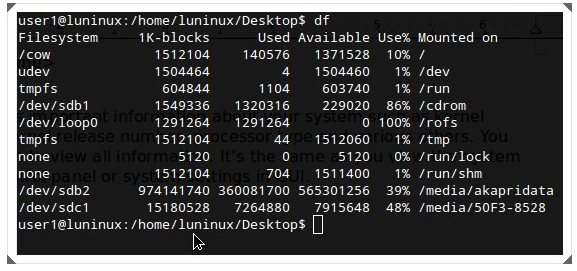 user1@luninux:/home/luninux/Desktop$ df
Filesystem 1K-blocks Used Available Use% Mounted on
/cow 1512104 140576 1371528 10% /
udev 1504464 4 1504460 1% /dev
tmpfs 604844 1104 603740 1% /run
/dev/sdb1 1549336 1320316 229020 86% /cdrom
/dev/loop0 1291264 1291264 0 100% /rofs
tmpfs 1512104 44 1512060 1% /tmp
none 5120 0 5120 0% /run/lock
none 1512104 704 1511400 1% /run/shm
/dev/sdb2 974141740 360081700 565301256 39% /media/akapridata
/dev/sdc1 15180528 7264880 7915648 48% /media/50F3-8528
user1@luninux:/home/luninux/Desktop$